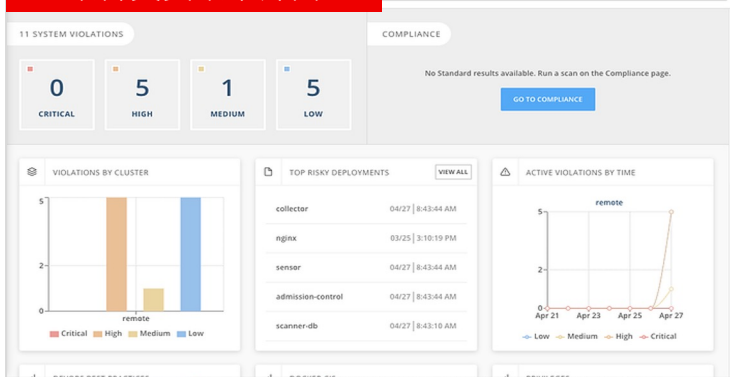 11 SYSTEM VIOLATIONS
COMPLIANCE
0
CRITICAL
5
HIGH
1
MEDIUM
5
LOW
No Standard results available. Run a scan on the Compliance page.
GO TO COMPLIANCE
VIOLATIONS BY CLUSTER
5
2
0
remote
Critical High Medium Low
TOP RISKY DEPLOYMENTS
VIEW ALL
collector 04/27 | 8:43:44 AM
nginx 03/25 | 3:10:19 PM
sensor 04/27 | 8:43:44 AM
admission-control 04/27 | 8:43:44 AM
scanner-db 04/27 | 8:43:10 AM
ACTIVE VIOLATIONS BY TIME
remote
5
2
0
Apr 21 Apr 23 Apr 25 Apr 27
Low Medium High Critical